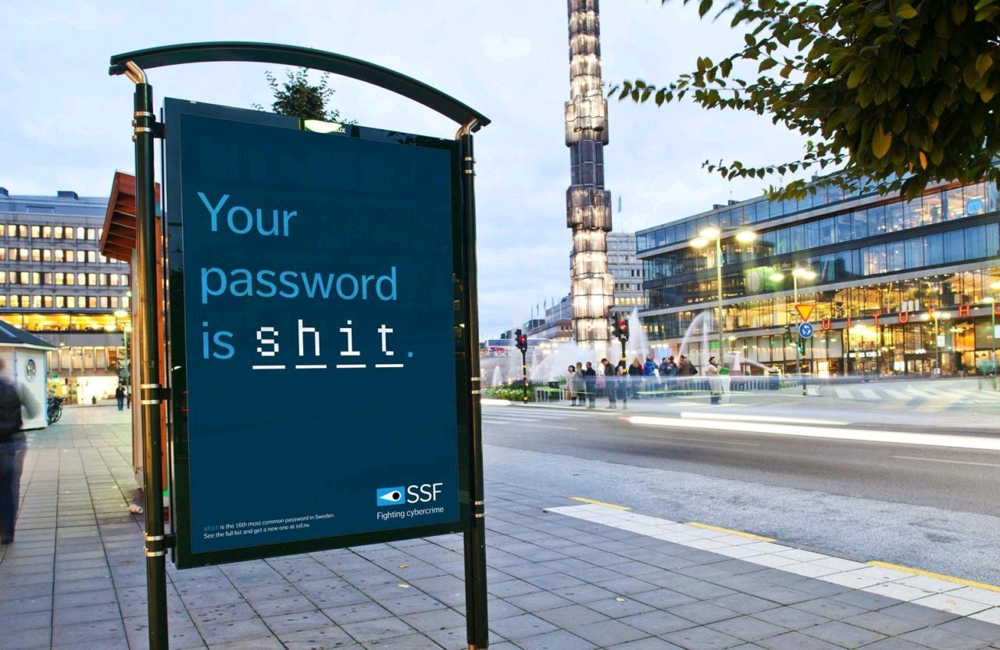 Your
password
is shit.
SSF
Fighting cybercrime
shit is the 16th most common password in Sweden.
See the full list and get a new one at ssf.nu